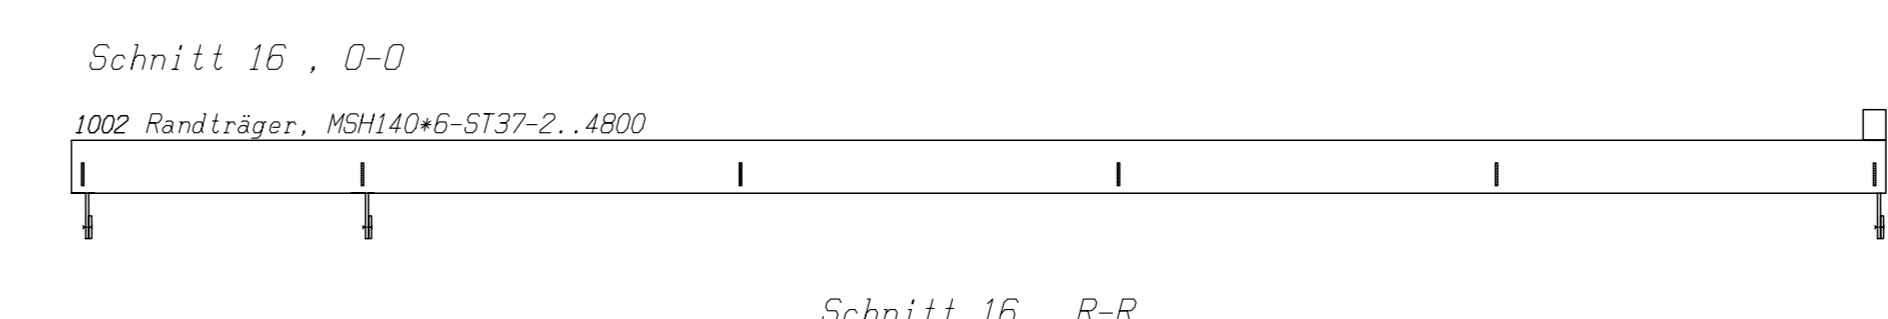 Schnitt 16 , O-O
1002 Randträger, MSH140*6-ST37-2..4800
Schnitt 16 R-R